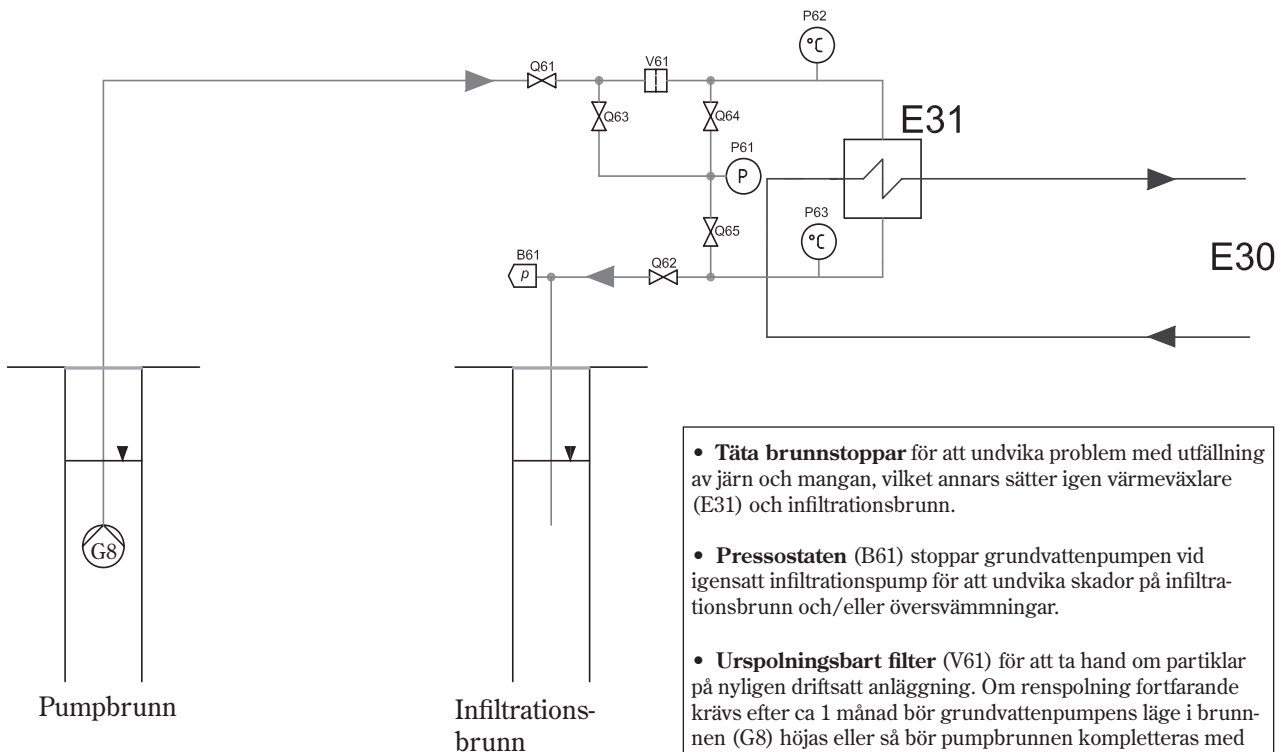 P62
°C
Q61
V61
Q63
Q64
E31
P61
P
P63
°C
Q65
B61
p
Q62
E30
G8
Pumpbrunn
Infiltrations-
brunn
• Täta brunnstoppar för att undvika problem med utfällning
av järn och mangan, vilket annars sätter igen värmeväxlare
(E31) och infiltrationsbrunn.
• Pressostaten (B61) stoppar grundvattenpumpen vid
igensatt infiltrationspump för att undvika skador på infiltra-
tionsbrunn och/eller översvämmningar.
• Urspolningsbart filter (V61) för att ta hand om partiklar
på nyligen driftsatt anläggning. Om renspolning fortfarande
krävs efter ca 1 månad bör grundvattenpumpens läge i brunn-
nen (G8) höjas eller så bör pumpbrunnen kompletteras med